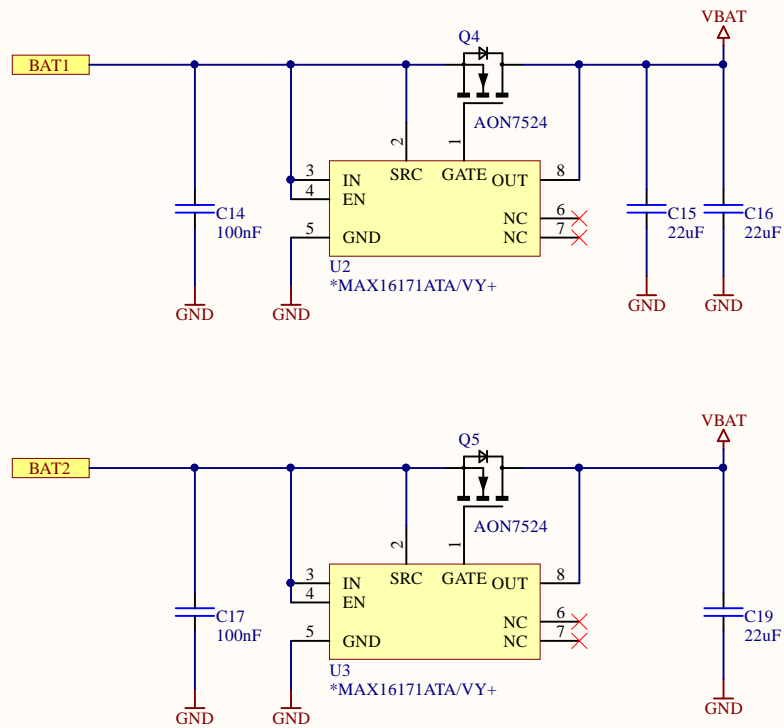 VBAT
Q4
BAT1
AON7524
2
1
3
IN
SRC
GATE
OUT
8
4
EN
NC
6
5
GND
NC
7
C14
100nF
C15
22uF
C16
22uF
U2
*MAX16171ATA/VY+
GND
GND
GND
GND
VBAT
Q5
BAT2
AON7524
2
1
3
IN
SRC
GATE
OUT
8
4
EN
NC
6
5
GND
NC
7
C17
100nF
C19
22uF
U3
*MAX16171ATA/VY+
GND
GND
GND